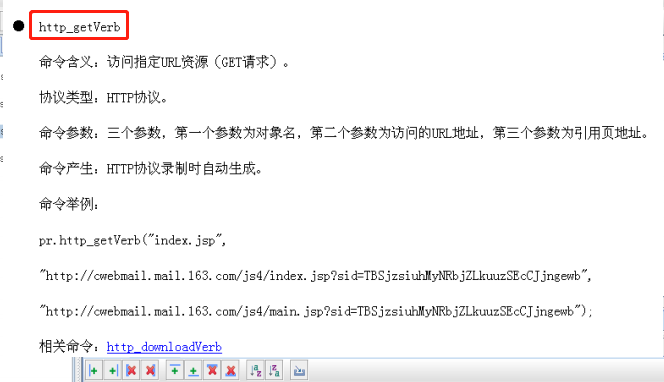 http_getVerb
命令含义：访问指定URL资源（GET请求）。
协议类型：HTTP协议。
命令参数：三个参数，第一个参数为对象名，第二个参数为访问的URL地址，第三个参数为引用页地址。
命令产生：HTTP协议录制时自动生成。
命令举例：
pr.http_getVerb("index.jsp",
"http://cwebmail.mail.163.com/js4/index.jsp?sid=TBSjzsiuhMyNRbjZLkuuzSEcCJjngewb",
"http://cwebmail.mail.163.com/js4/main.jsp?sid=TBSjzsiuhMyNRbjZLkuuzSEcCJjngewb");
相关命令：http_downloadVerb